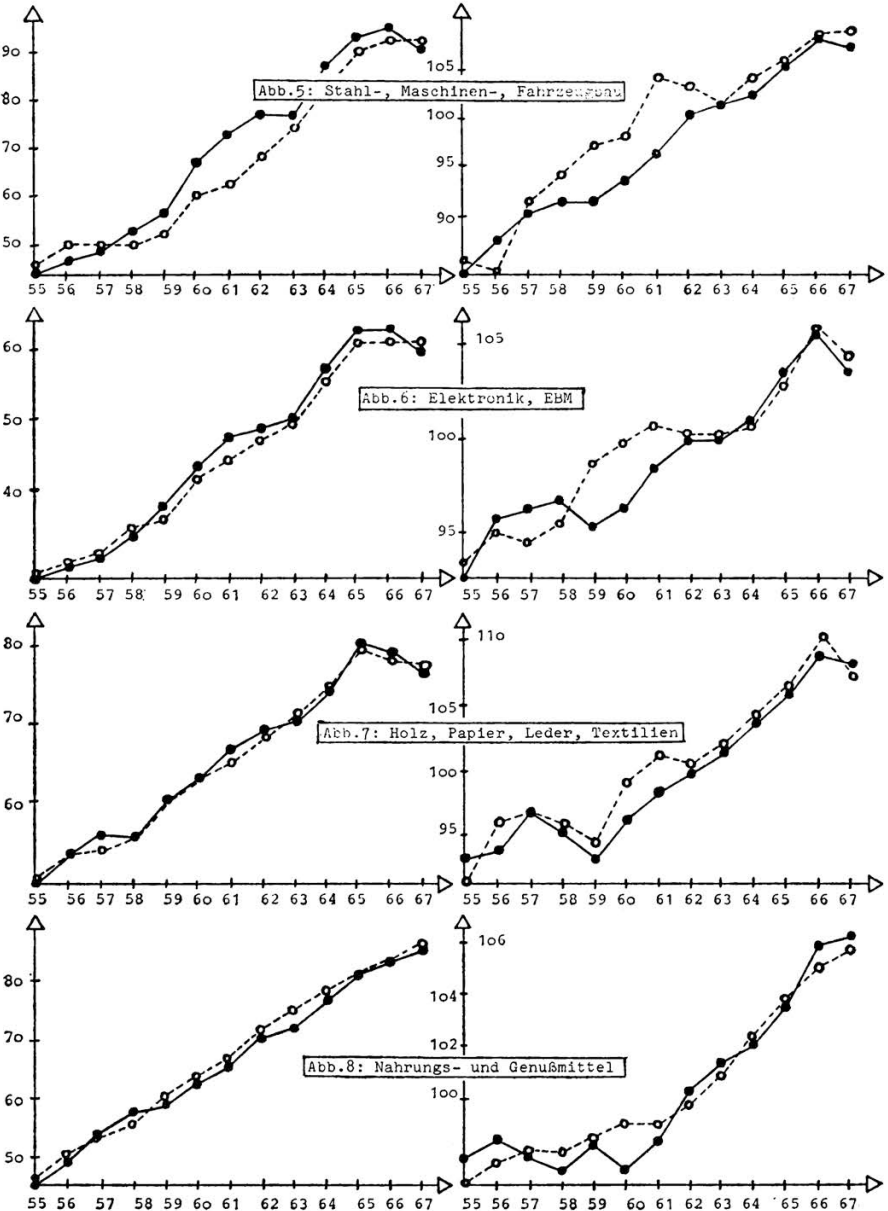 90
80
70
60
50
55 56 57 58 59 60 61 62 63 64 65 66 67
105
100
95
90
55 56 57 58 59 60 61 62 63 64 65 66 67
Abb.5: Stahl-, Maschinen-, Fahrzeugbau
60
50
40
55 56 57 58 59 60 61 62 63 64 65 66 67
105
100
95
55 56 57 58 59 60 61 62 63 64 65 66 67
Abb.6: Elektronik, EBM
80
70
60
55 56 57 58 59 60 61 62 63 64 65 66 67
110
105
100
95
55 56 57 58 59 60 61 62 63 64 65 66 67
Abb.7: Holz, Papier, Leder, Textilien
80
70
60
50
55 56 57 58 59 60 61 62 63 64 65 66 67
106
104
102
100
55 56 57 58 59 60 61 62 63 64 65 66 67
Abb.8: Nahrungs- und Genußmittel